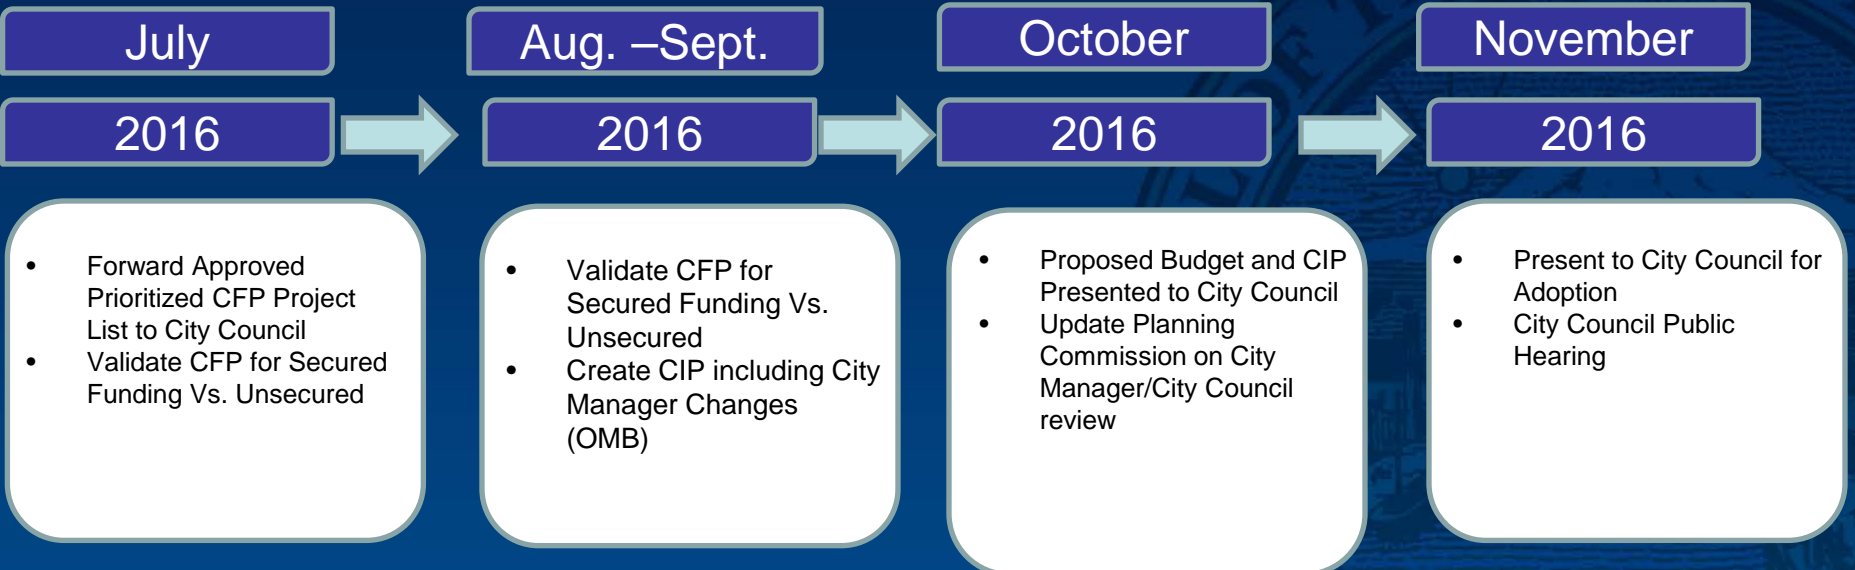 July
2016
• Forward Approved
Prioritized CFP Project
List to City Council
• Validate CFP for Secured
Funding Vs. Unsecured
Aug. –Sept.
2016
• Validate CFP for
Secured Funding Vs.
Unsecured
• Create CIP including City
Manager Changes
(OMB)
October
2016
• Proposed Budget and CIP
Presented to City Council
• Update Planning
Commission on City
Manager/City Council
review
November
2016
• Present to City Council for
Adoption
• City Council Public
Hearing